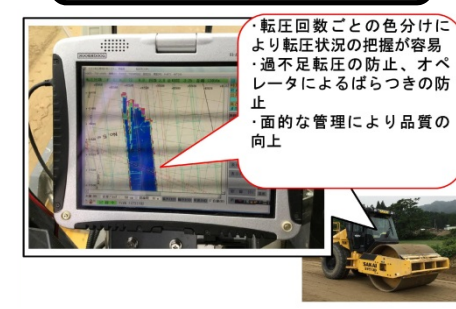 ・転圧回数ごとの色分けに
より転圧状況の把握が容易
・過不足転圧の防止、オペ
レータによるばらつきの防
止
・面的な管理により品質の
向上
SAKAI